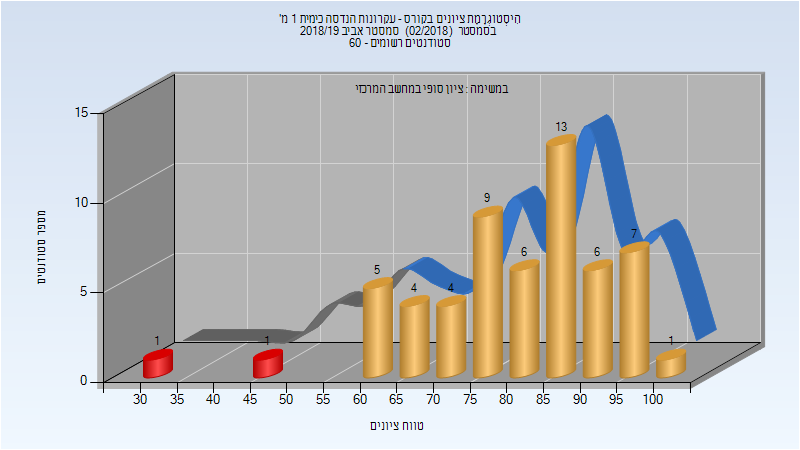 היסטוגרמת ציונים בקורס - עקרונות הנדסה כימית 1 מ'
בסמסטר (02/2018) סמסטר אביב 2018/19
סטודנטים רשומים - 60
במשימה : ציון סופי במחשב המרכזי
מספר סטודנטים
15
10
5
0
1
1
5
4
4
9
6
13
6
7
1
30 35 40 45 50 55 60 65 70 75 80 85 90 95 100
טווח ציונים